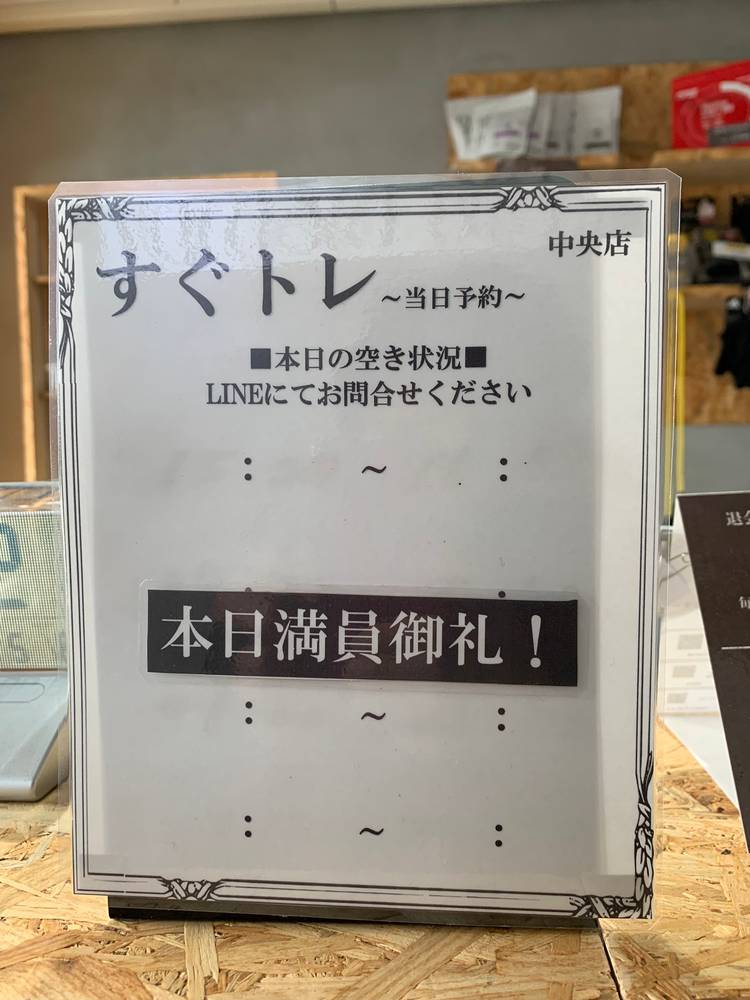 中央店
すぐトレ ～当日予約～
■本日の空き状況■
LINEにてお問合せください
: ～ :
本日満員御礼！
: ～ :
: ～ :